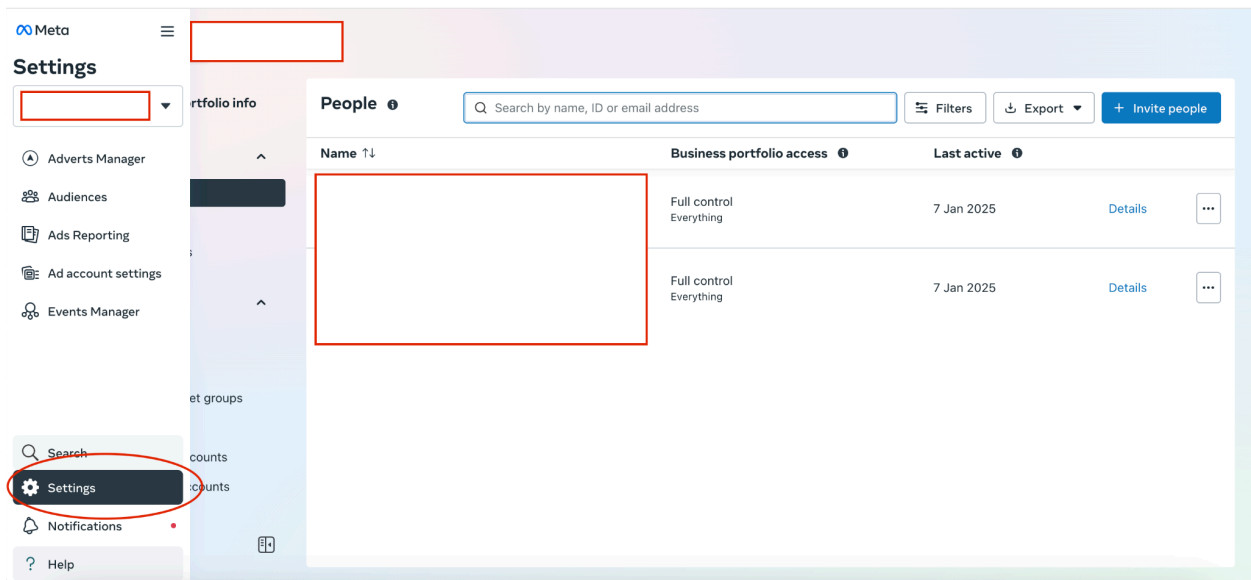 Meta
Settings
Adverts Manager
Audiences
Ads Reporting
Ad account settings
Events Manager
Search
Settings
Notifications
? Help
rtfolio info
s
et groups
counts
ccounts
People
Search by name, ID or email address
Filters
Export
+ Invite people
Name ↑↓ Business portfolio access Last active
Full control
Everything
7 Jan 2025 Details ...
Full control
Everything
7 Jan 2025 Details ...